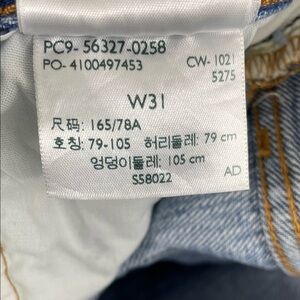 PC9- 56327-0258
PO- 4100497453 CW- 1021
5275
W31
尺码: 165/78A
호칭: 79-105 허리둘레: 79 cm
엉덩이둘레: 105 cm
S58022 AD